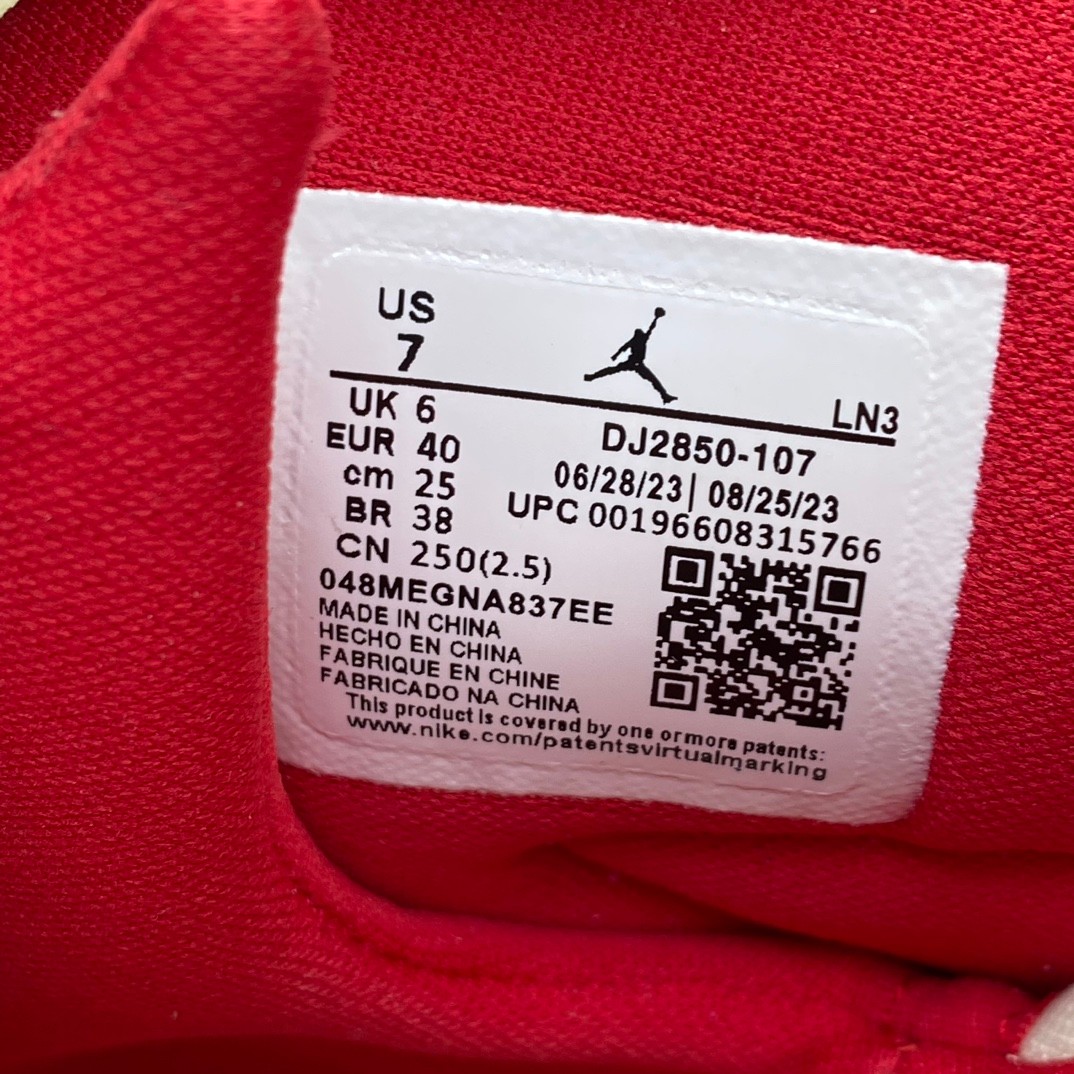 US
7
LN3
UK 6
EUR 40
cm 25
BR 38
CN 250(2.5)
DJ2850-107
06/28/23| 08/25/23
UPC 00196608315766
048MEGNA837EE
MADE IN CHINA
HECHO EN CHINA
FABRIQUE EN CHINE
FABRICADO NA CHINA
This product is covered by one or more patents:
www.nike.com/patentsvirtualmarking